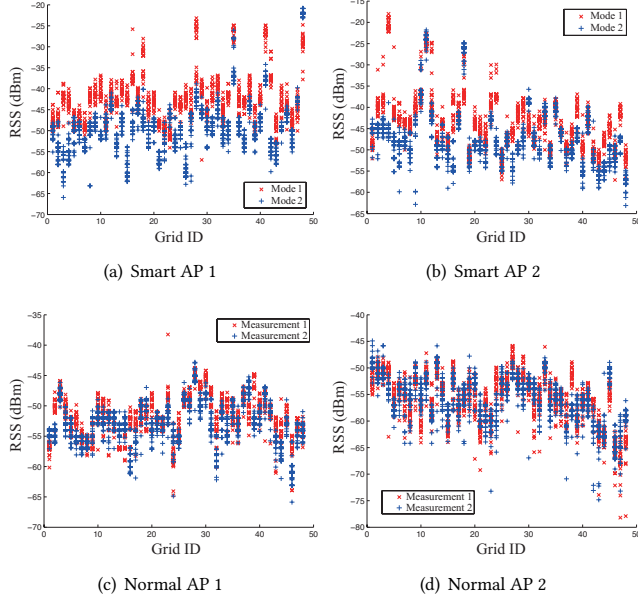 −20
−25
−30
−35
−40
−45
−50
−55
−60
−65
−70
RSS (dBm)
0 10 20 30 40 50
Grid ID
Mode 1
Mode 2
(a) Smart AP 1
−15
−20
−25
−30
−35
−40
−45
−50
−55
−60
−65
RSS (dBm)
0 10 20 30 40 50
Grid ID
Mode 1
Mode 2
(b) Smart AP 2
−35
−40
−45
−50
−55
−60
−65
−70
RSS (dBm)
0 10 20 30 40 50
Grid ID
Measurement 1
Measurement 2
(c) Normal AP 1
−40
−45
−50
−55
−60
−65
−70
−75
−80
RSS (dBm)
0 10 20 30 40 50
Grid ID
Measurement 1
Measurement 2
(d) Normal AP 2